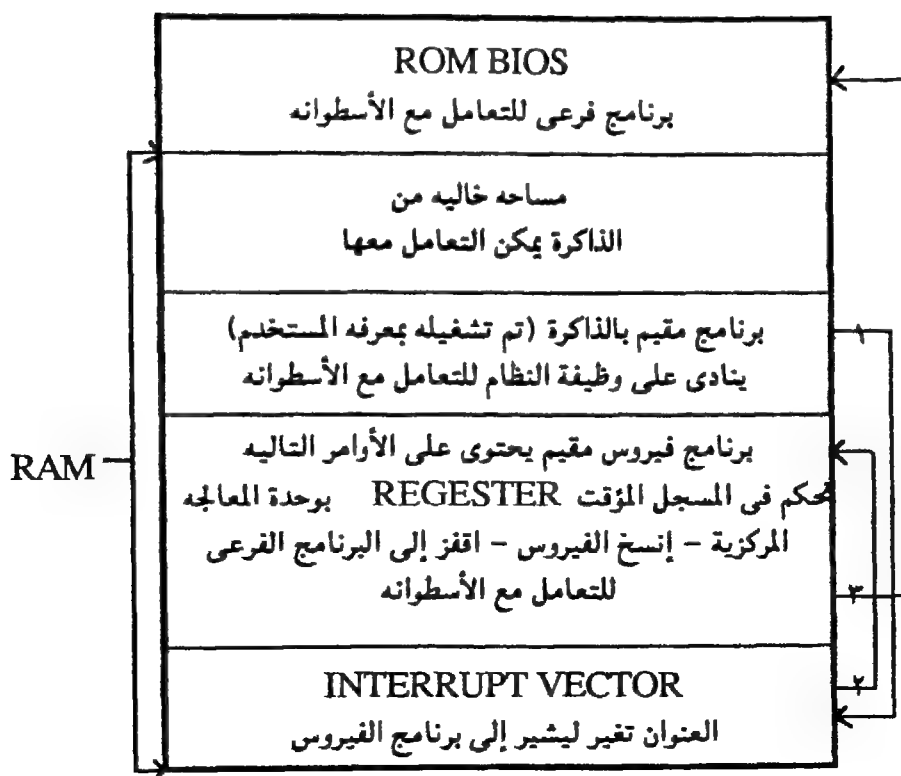 ROM BIOS
برنامج فرعى للتعامل مع الأسطوانه
مساحه خاليه من
الذاكرة يمكن التعامل معها
برنامج مقيم بالذاكرة (تم تشغيله بمعرفه المستخدم)
ينادى على وظيفة النظام للتعامل مع الأسطوانه
١
برنامج فيروس مقيم يحتوى على الأوامر التاليه
تحكم فى المسجل المؤقت REGESTER بوحدة المعالجه
المركزية – إنسخ الفيروس – اقفز إلى البرنامج الفرعى
للتعامل مع الأسطوانه
RAM
٣
٢
INTERRUPT VECTOR
العنوان تغير ليشير إلى برنامج الفيروس